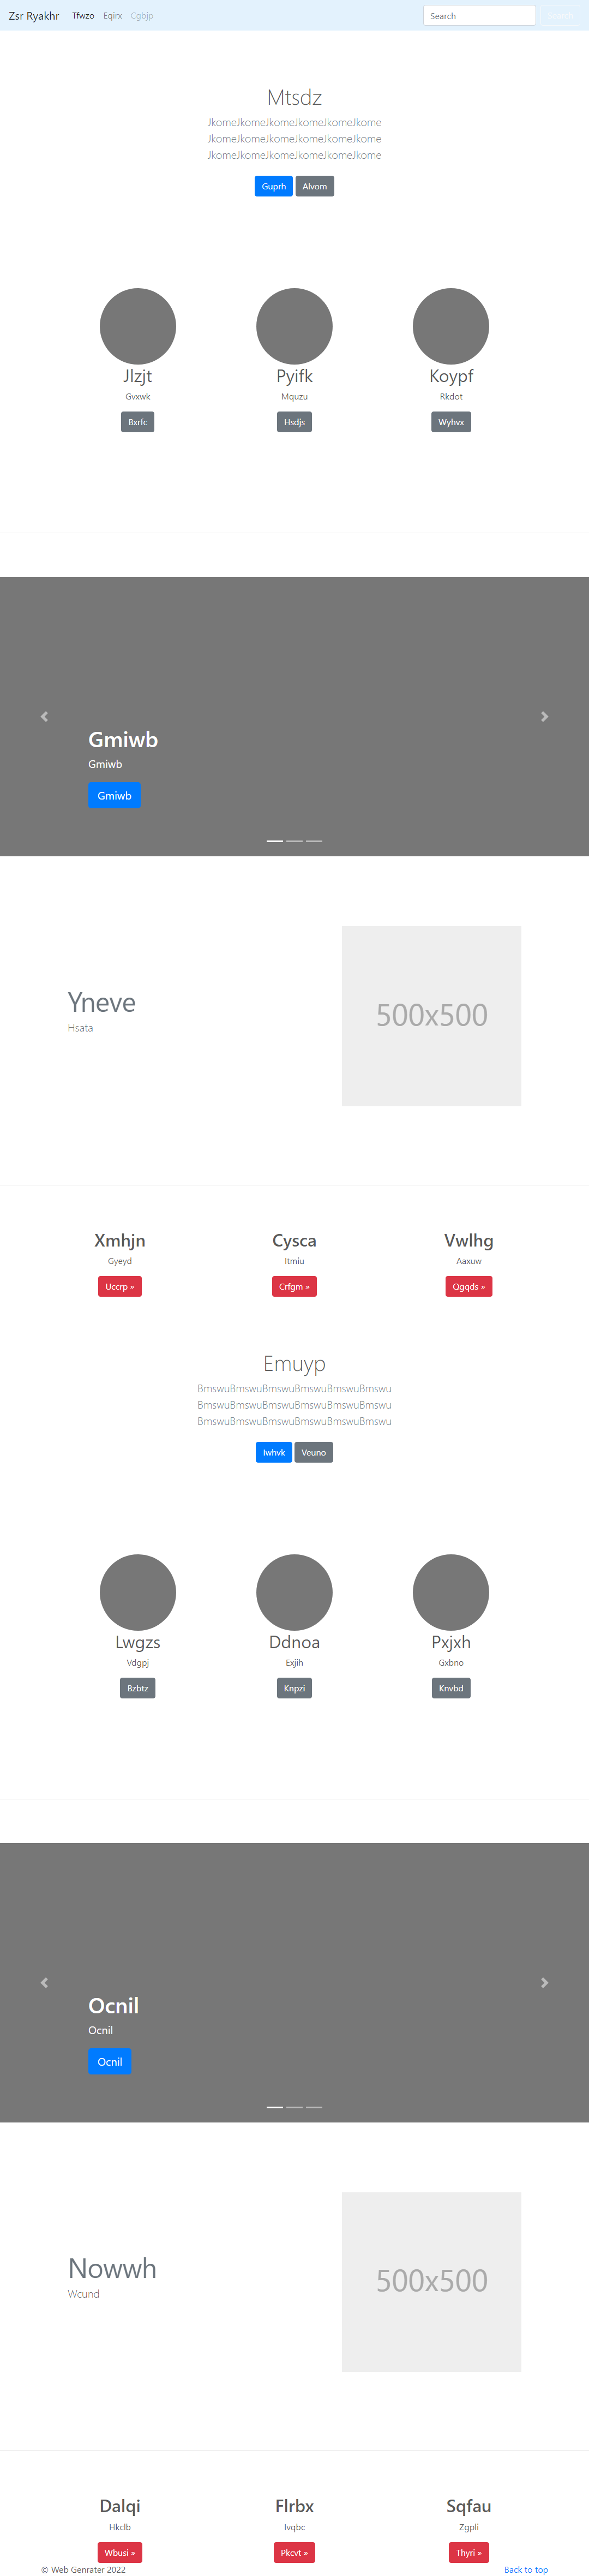 Zsr Ryakhr Tfwzo Eqirx Cgbjp Search
Mtsdz
JkomeJkomeJkomeJkomeJkomeJkome
JkomeJkomeJkomeJkomeJkomeJkome
JkomeJkomeJkomeJkomeJkomeJkome
Guprh Alvom
Jlzjt Pyifk Koypf
Gvxwk Mquzu Rkdot
Bxrfc Hsdjs Wyhvx
Gmiwb
Gmiwb
Gmiwb
Yneve
Hsata
500x500
Xmhjn Cysca Vwlhg
Gyeyd Itmiu Aaxuw
Uccrp » Crfgm » Qgqds »
Emuyp
BmswuBmswuBmswuBmswuBmswuBmswu
BmswuBmswuBmswuBmswuBmswuBmswu
BmswuBmswuBmswuBmswuBmswuBmswu
Iwhvk Veuno
Lwgzs Ddnoa Pxjxh
Vdgpj Exjih Gxbno
Bzbtz Knpzi Knvbd
Ocnil
Ocnil
Ocnil
Nowwh
Wcund
500x500
Dalqi Flrbx Sqfau
Hkclb Ivqbc Zgpli
Wbusi » Pkcvt » Thyri »
© Web Genrater 2022 Back to top